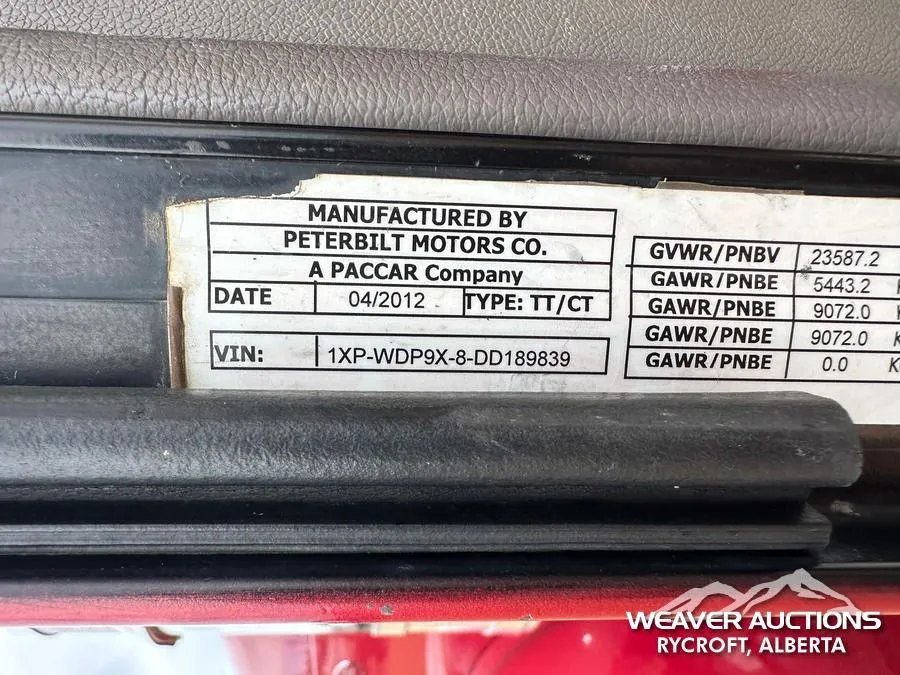 MANUFACTURED BY
PETERBILT MOTORS CO.
A PACCAR Company
DATE 04/2012 TYPE: TT/CT
VIN: 1XP-WDP9X-8-DD189839
GVWR/PNBV 23587.2
GAWR/PNBE 5443.2
GAWR/PNBE 9072.0
GAWR/PNBE 9072.0
GAWR/PNBE 0.0
WEAVER AUCTIONS
RYCROFT, ALBERTA